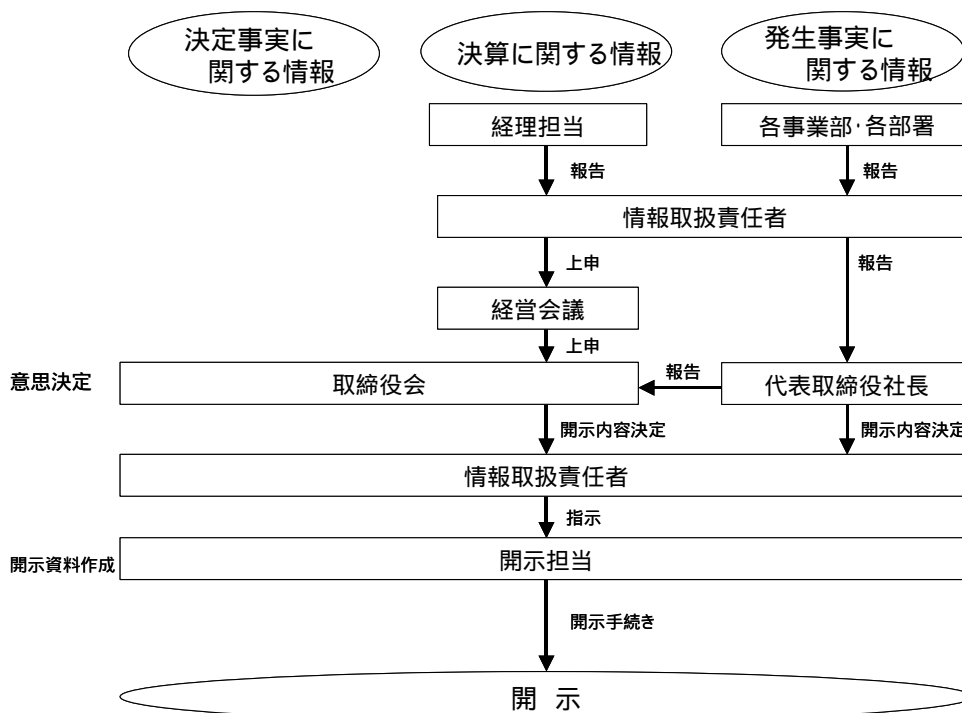 決定事実に
関する情報
決算に関する情報
発生事実に
関する情報
経理担当
各事業部・各部署
報告
報告
情報取扱責任者
上申
報告
経営会議
上申
意思決定
取締役会
報告
代表取締役社長
開示内容決定
開示内容決定
情報取扱責任者
指示
開示資料作成
開示担当
開示手続き
開 示